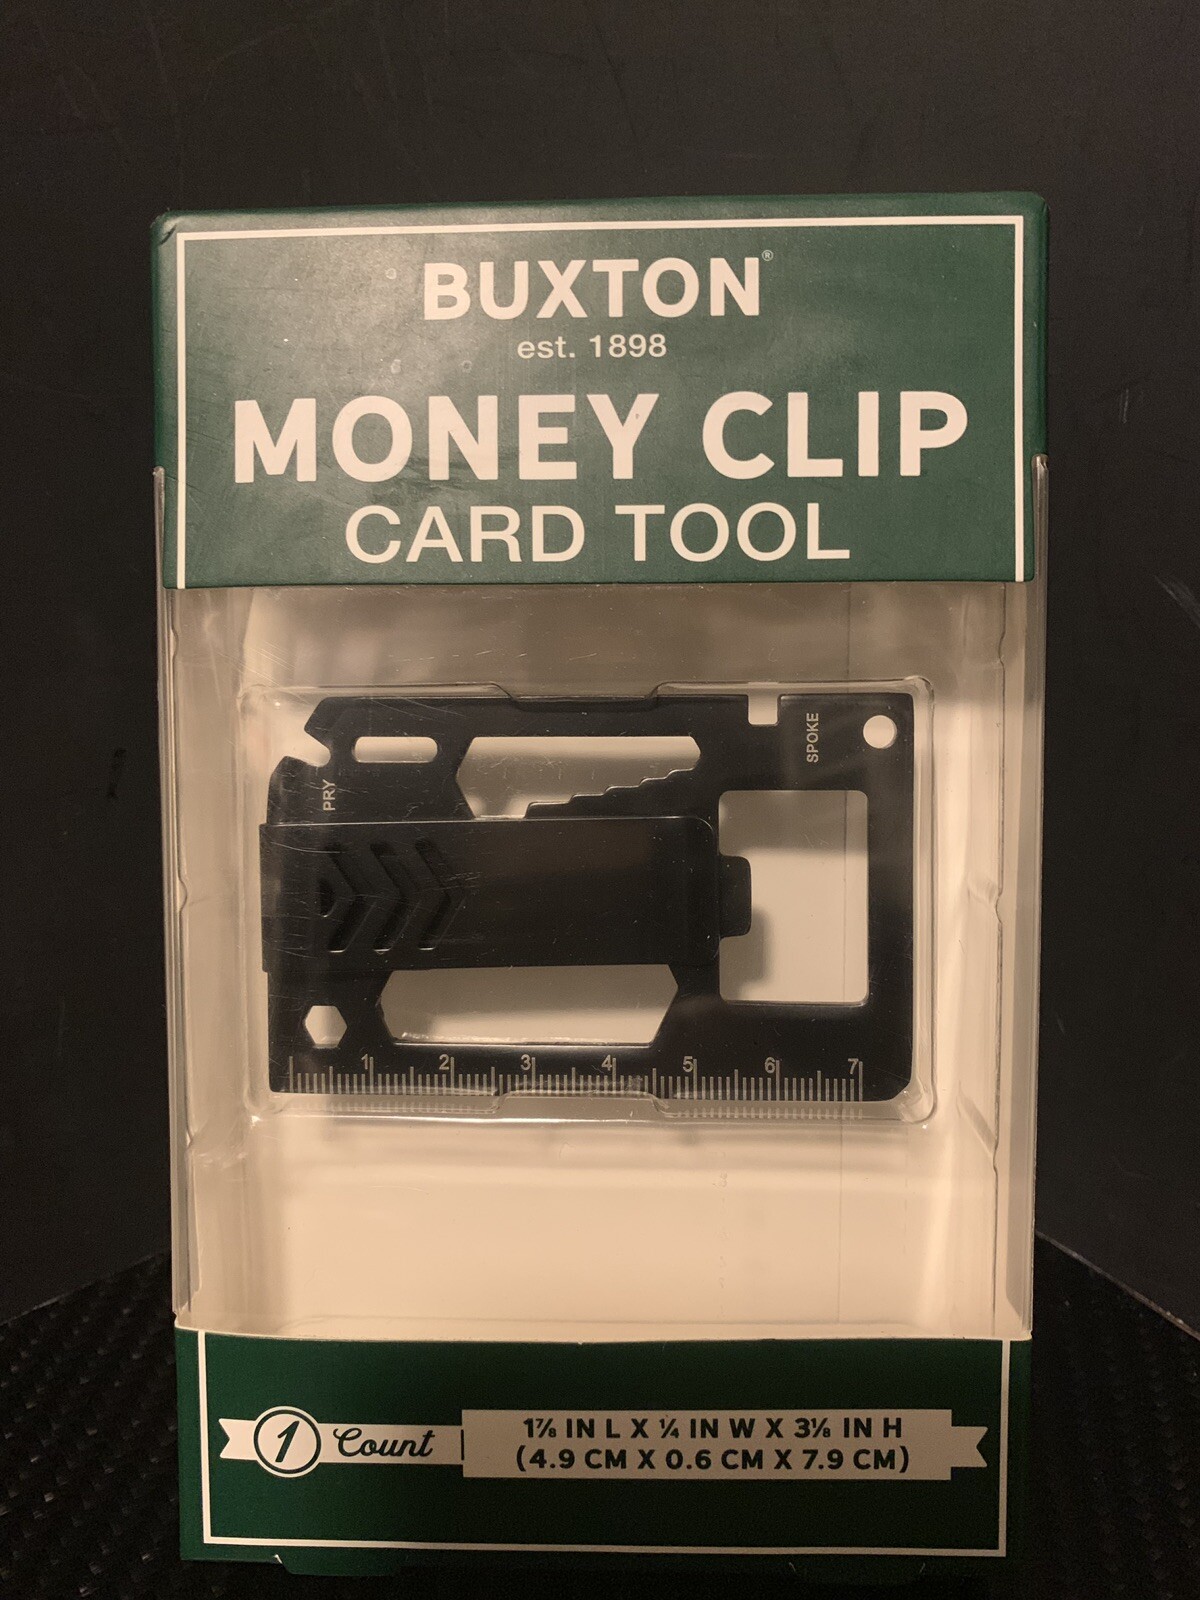 BUXTON®
est. 1898
MONEY CLIP
CARD TOOL
SPOKE
PRY
1 2 3 4 5 6 7
1 Count
1⅞ IN L X ¼ IN W X 3⅛ IN H
(4.9 CM X 0.6 CM X 7.9 CM)